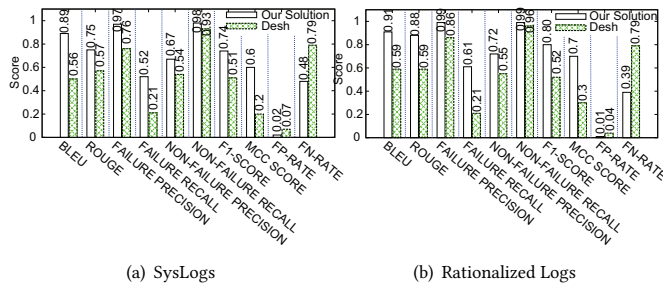 1
0.8
0.6
0.4
0.2
0
Score
Our Solution
Desh
0.89
0.56
0.75
0.57
0.97
0.76
0.52
0.21
0.67
0.54
0.98
0.93
0.74
0.51
0.6
0.2
0.02
0.07
0.48
0.79
BLEU
ROUGE
FAILURE PRECISION
FAILURE RECALL
NON-FAILURE PRECISION
NON-FAILURE RECALL
F1-SCORE
MCC SCORE
FP-RATE
FN-RATE
(a) SysLogs
1
0.8
0.6
0.4
0.2
0
Score
Our Solution
Desh
0.91
0.59
0.88
0.59
0.99
0.86
0.61
0.21
0.72
0.55
0.99
0.96
0.80
0.52
0.7
0.3
0.01
0.04
0.39
0.79
BLEU
ROUGE
FAILURE PRECISION
FAILURE RECALL
NON-FAILURE PRECISION
NON-FAILURE RECALL
F1-SCORE
MCC SCORE
FP-RATE
FN-RATE
(b) Rationalized Logs